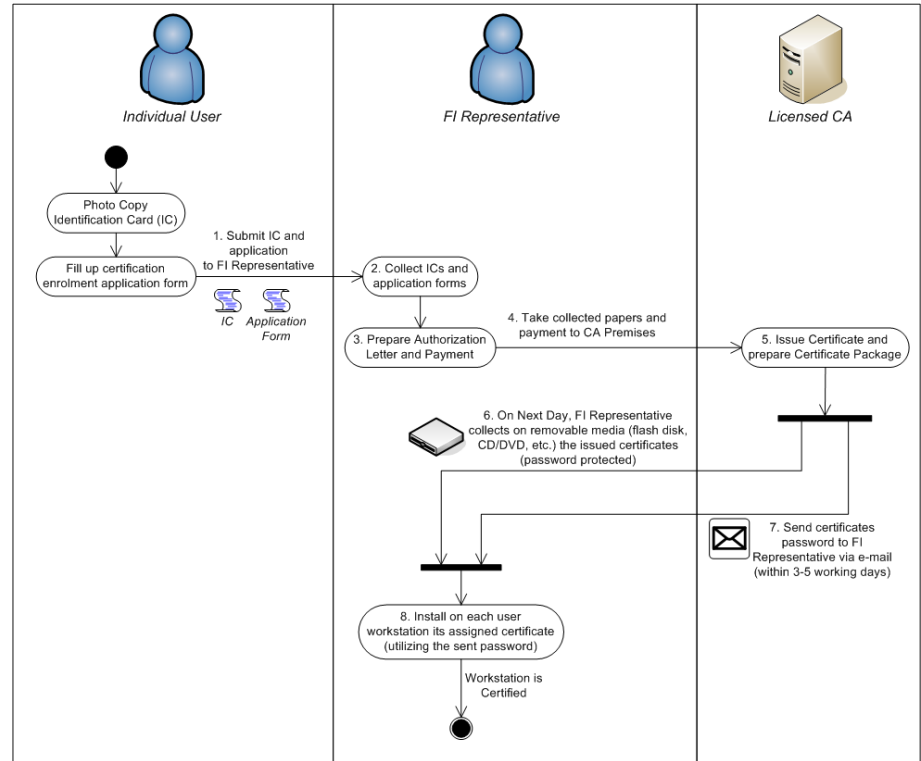 Individual User
FI Representative
Licensed CA
Photo Copy
Identification Card (IC)
Fill up certification
enrolment application form
1. Submit IC and
application
to FI Representative
IC
Application
Form
2. Collect ICs and
application forms
3. Prepare Authorization
Letter and Payment
4. Take collected papers and
payment to CA Premises
5. Issue Certificate and
prepare Certificate Package
6. On Next Day, FI Representative
collects on removable media (flash disk,
CD/DVD, etc.) the issued certificates
(password protected)
7. Send certificates
password to FI
Representative via e-mail
(within 3-5 working days)
8. Install on each user
workstation its assigned certificate
(utilizing the sent password)
Workstation is
Certified